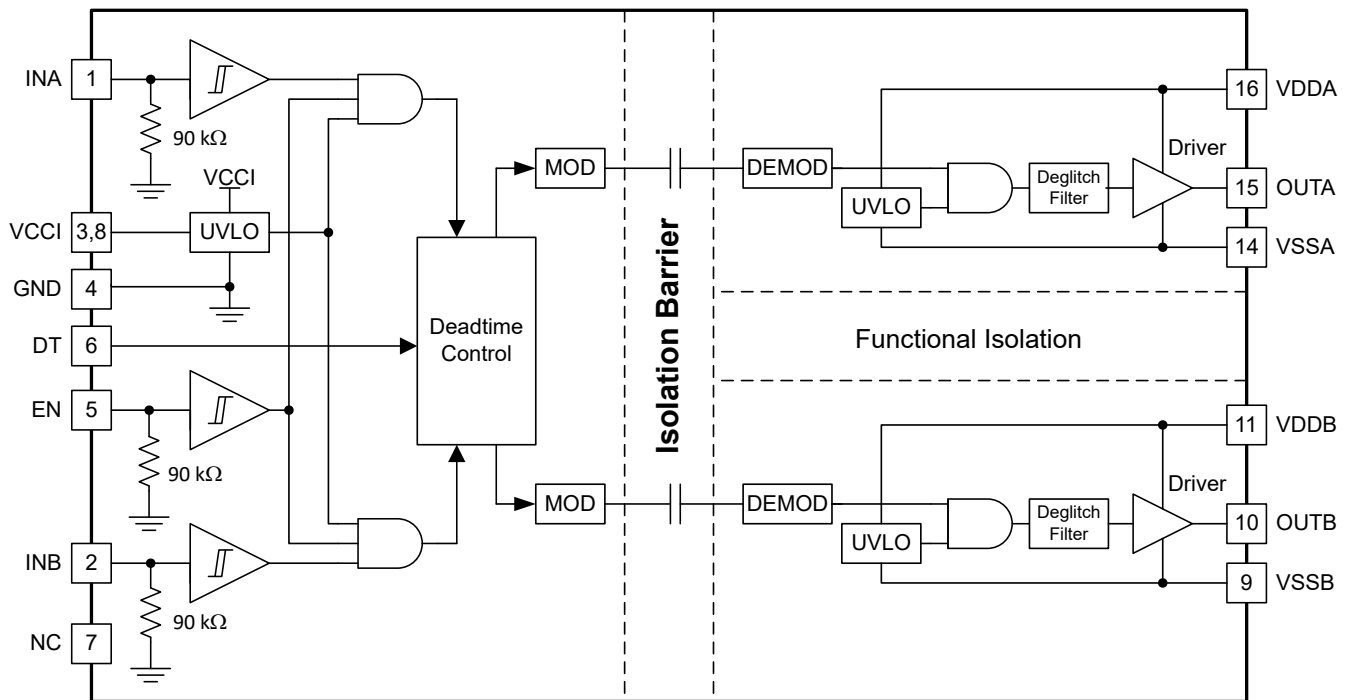 INA 1
90 kΩ
VCCI
VCCI 3,8 UVLO
GND 4
DT 6
EN 5
90 kΩ
INB 2
90 kΩ
NC 7
Deadtime
Control
MOD
MOD
Isolation Barrier
DEMOD
UVLO
Deglitch
Filter
Driver
16 VDDA
15 OUTA
14 VSSA
Functional Isolation
DEMOD
UVLO
Deglitch
Filter
Driver
11 VDDB
10 OUTB
9 VSSB